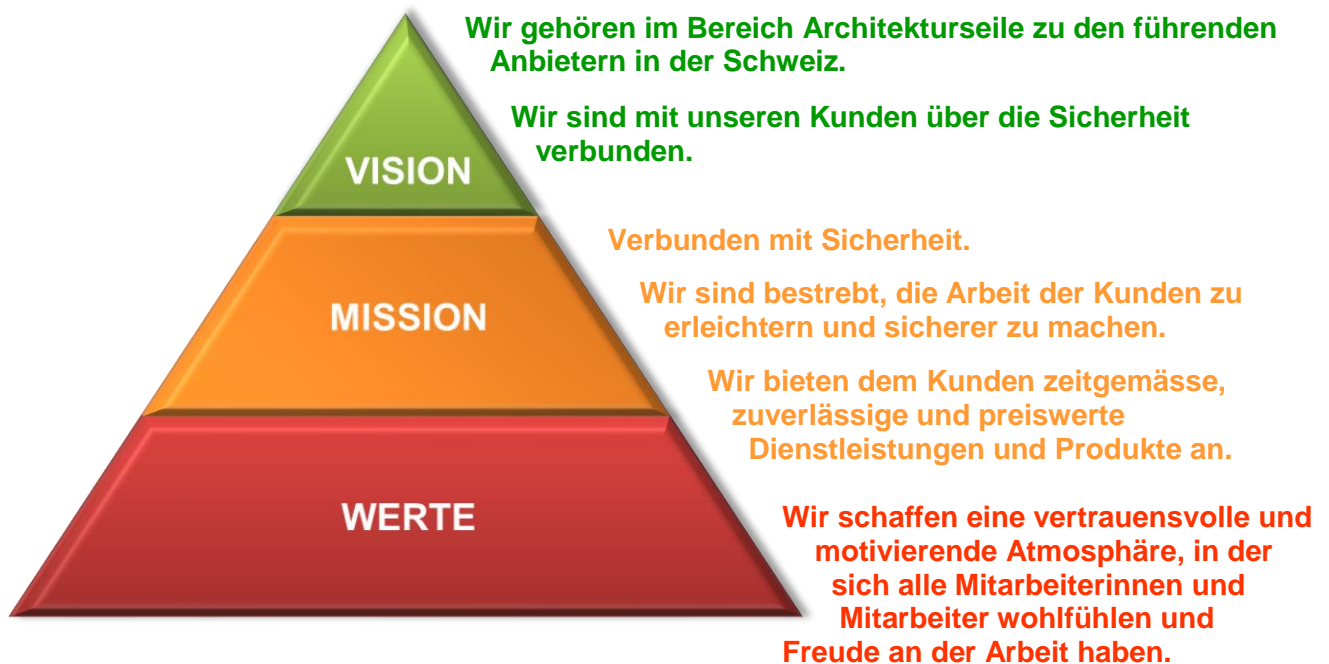 Wir gehören im Bereich Architekturseile zu den führenden
Anbietern in der Schweiz.
Wir sind mit unseren Kunden über die Sicherheit
verbunden.
VISION
Verbunden mit Sicherheit.
Wir sind bestrebt, die Arbeit der Kunden zu
erleichtern und sicherer zu machen.
MISSION
Wir bieten dem Kunden zeitgemässe,
zuverlässige und preiswerte
Dienstleistungen und Produkte an.
WERTE
Wir schaffen eine vertrauensvolle und
motivierende Atmosphäre, in der
sich alle Mitarbeiterinnen und
Mitarbeiter wohlfühlen und
Freude an der Arbeit haben.